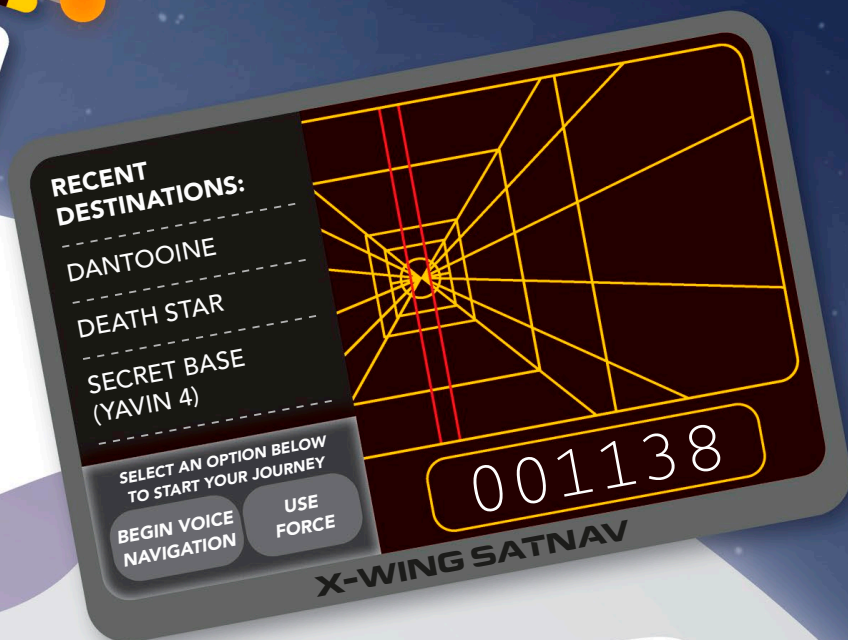 RECENT
DESTINATIONS:
DANTOOINE
DEATH STAR
SECRET BASE
(YAVIN 4)
SELECT AN OPTION BELOW
TO START YOUR JOURNEY
BEGIN VOICE
NAVIGATION
USE
FORCE
001138
X-WING SATNAV